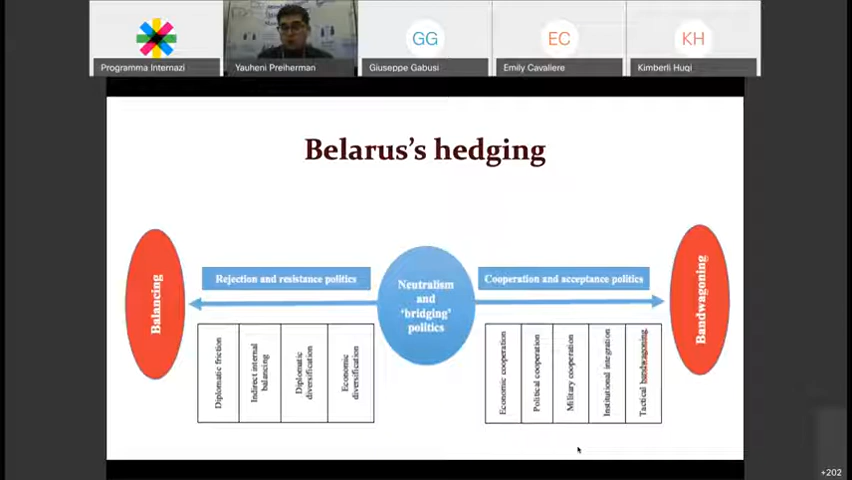 GG
EC
KH
Programma Internazi
Yauheni Preiherman
Giuseppe Gabusi
Emily Cavaliere
Kimberli Huqi
Belarus's hedging
Balancing
Rejection and resistance politics
Neutralism
and
'bridging'
politics
Cooperation and acceptance politics
Bandwagoning
Diplomatic friction
Indirect internal
balancing
Diplomatic
diversification
Economic
diversification
Economic cooperation
Political cooperation
Military cooperation
Institutional integration
Tactical bandwagoning
+202